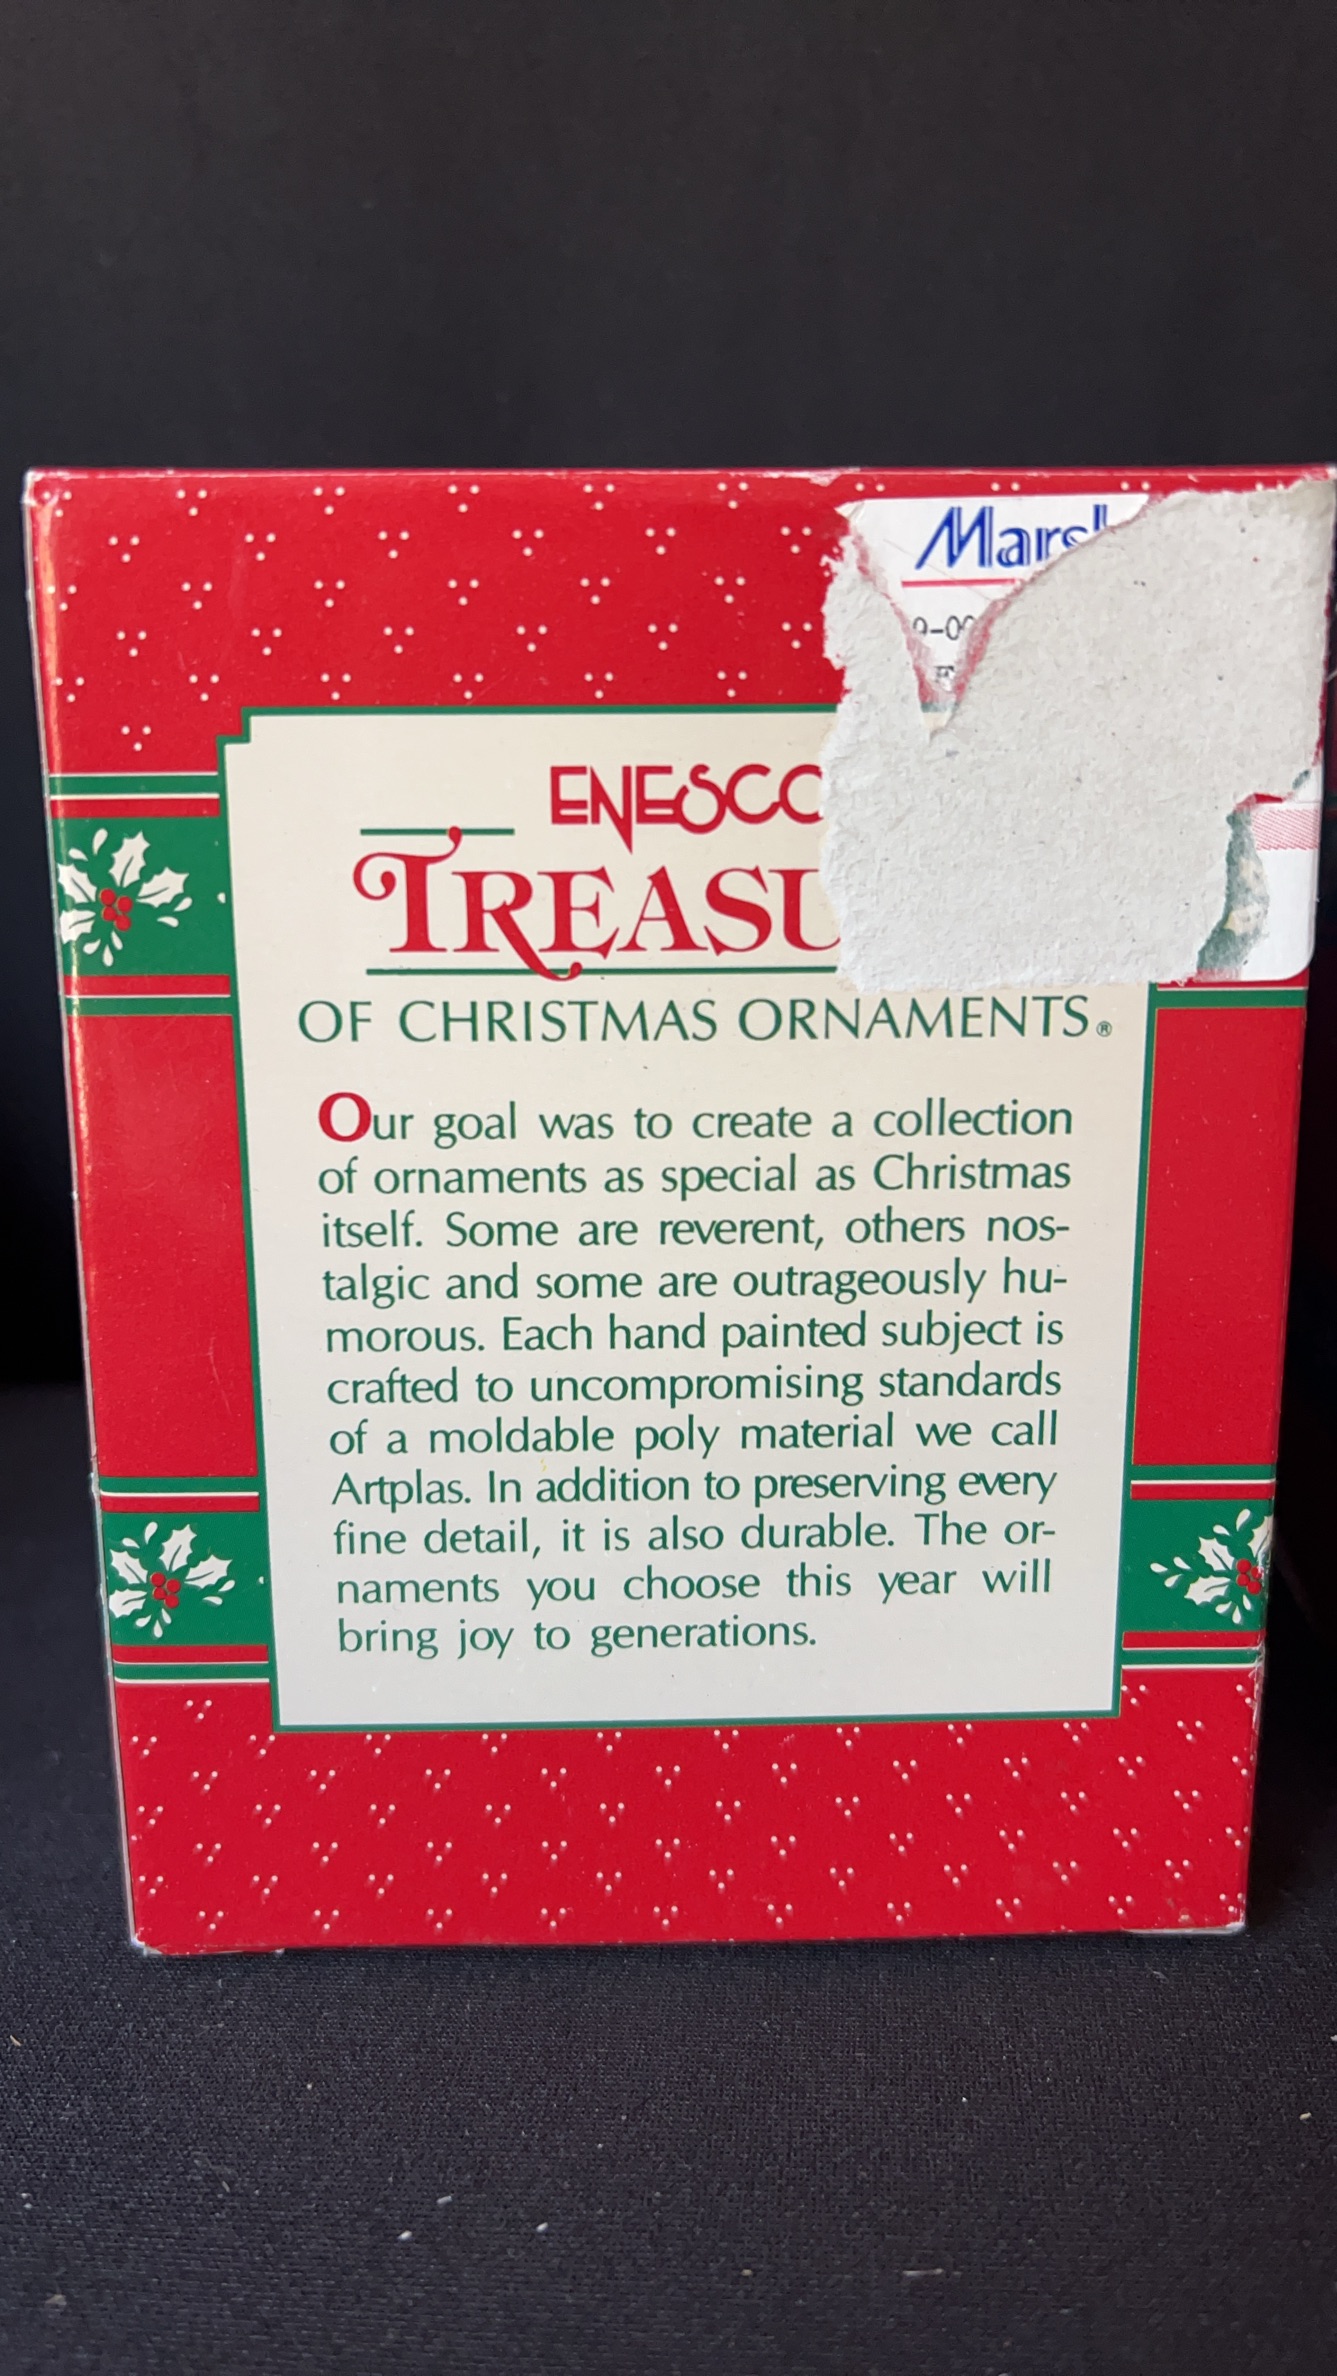 Mars
9-00
ENESCO
TREASU
OF CHRISTMAS ORNAMENTS®
Our goal was to create a collection
of ornaments as special as Christmas
itself. Some are reverent, others nos-
talgic and some are outrageously hu-
morous. Each hand painted subject is
crafted to uncompromising standards
of a moldable poly material we call
Artplas. In addition to preserving every
fine detail, it is also durable. The or-
naments you choose this year will
bring joy to generations.